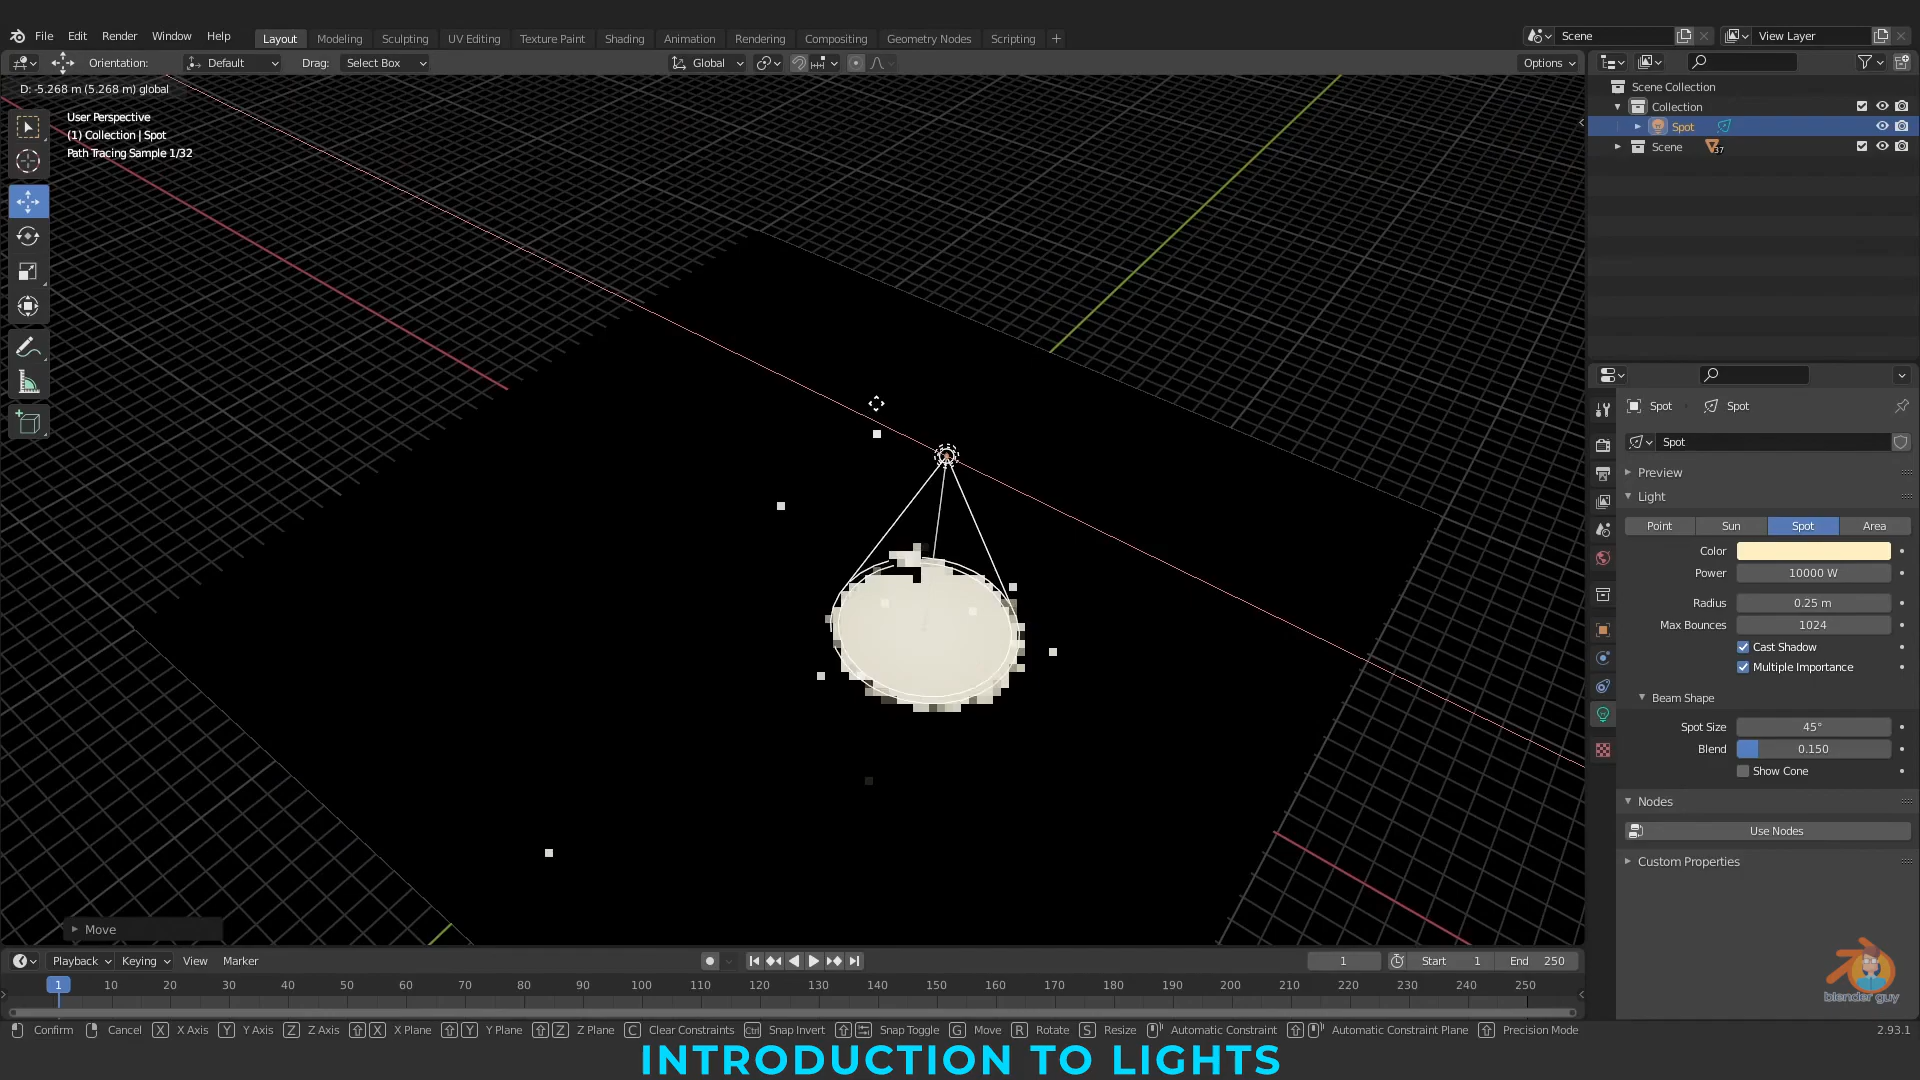 File Edit Render Window Help
Layout Modeling Sculpting UV Editing Texture Paint Shading Animation Rendering Compositing Geometry Nodes Scripting +
Scene
View Layer
Orientation: Default Drag: Select Box
Global
Options
D: -5.268 m (5.268 m) global
User Perspective
(1) Collection | Spot
Path Tracing Sample 1/32
Scene Collection
Collection
Spot
Scene 37
Spot Spot
Spot
Preview
Light
Point Sun Spot Area
Color
Power 10000 W
Radius 0.25 m
Max Bounces 1024
Cast Shadow
Multiple Importance
Beam Shape
Spot Size 45°
Blend 0.150
Show Cone
Nodes
Use Nodes
Custom Properties
Move
Playback Keying View Marker
1 Start 1 End 250
1 10 20 30 40 50 60 70 80 90 100 110 120 130 140 150 160 170 180 190 200 210 220 230 240 250
blender guy
Confirm Cancel X X Axis Y Y Axis Z Z Axis X X Plane Y Y Plane Z Z Plane C Clear Constraints Ctrl Snap Invert Snap Toggle G Move R Rotate S Resize Automatic Constraint Automatic Constraint Plane Precision Mode
2.93.1
INTRODUCTION TO LIGHTS